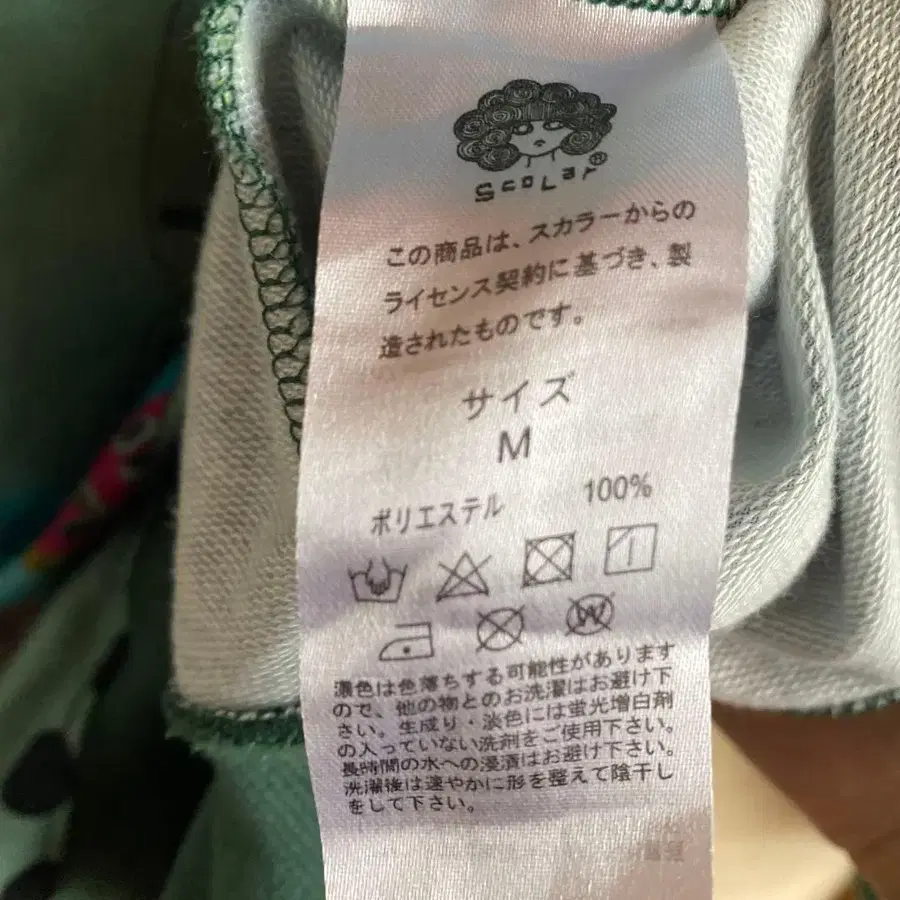 ScoLar®
この商品は、スカラーからの
ライセンス契約に基づき、製
造されたものです。
サイズ
M
ポリエステル 100%
W
濃色は色落ちする可能性があります
ので、他の物とのお洗濯はお避け下
さい。生成り・淡色には蛍光増白剤
の入っていない洗剤をご使用下さい。
長時間の水への浸漬はお避け下さい。
洗濯後は速やかに形を整えて陰干し
をして下さい。